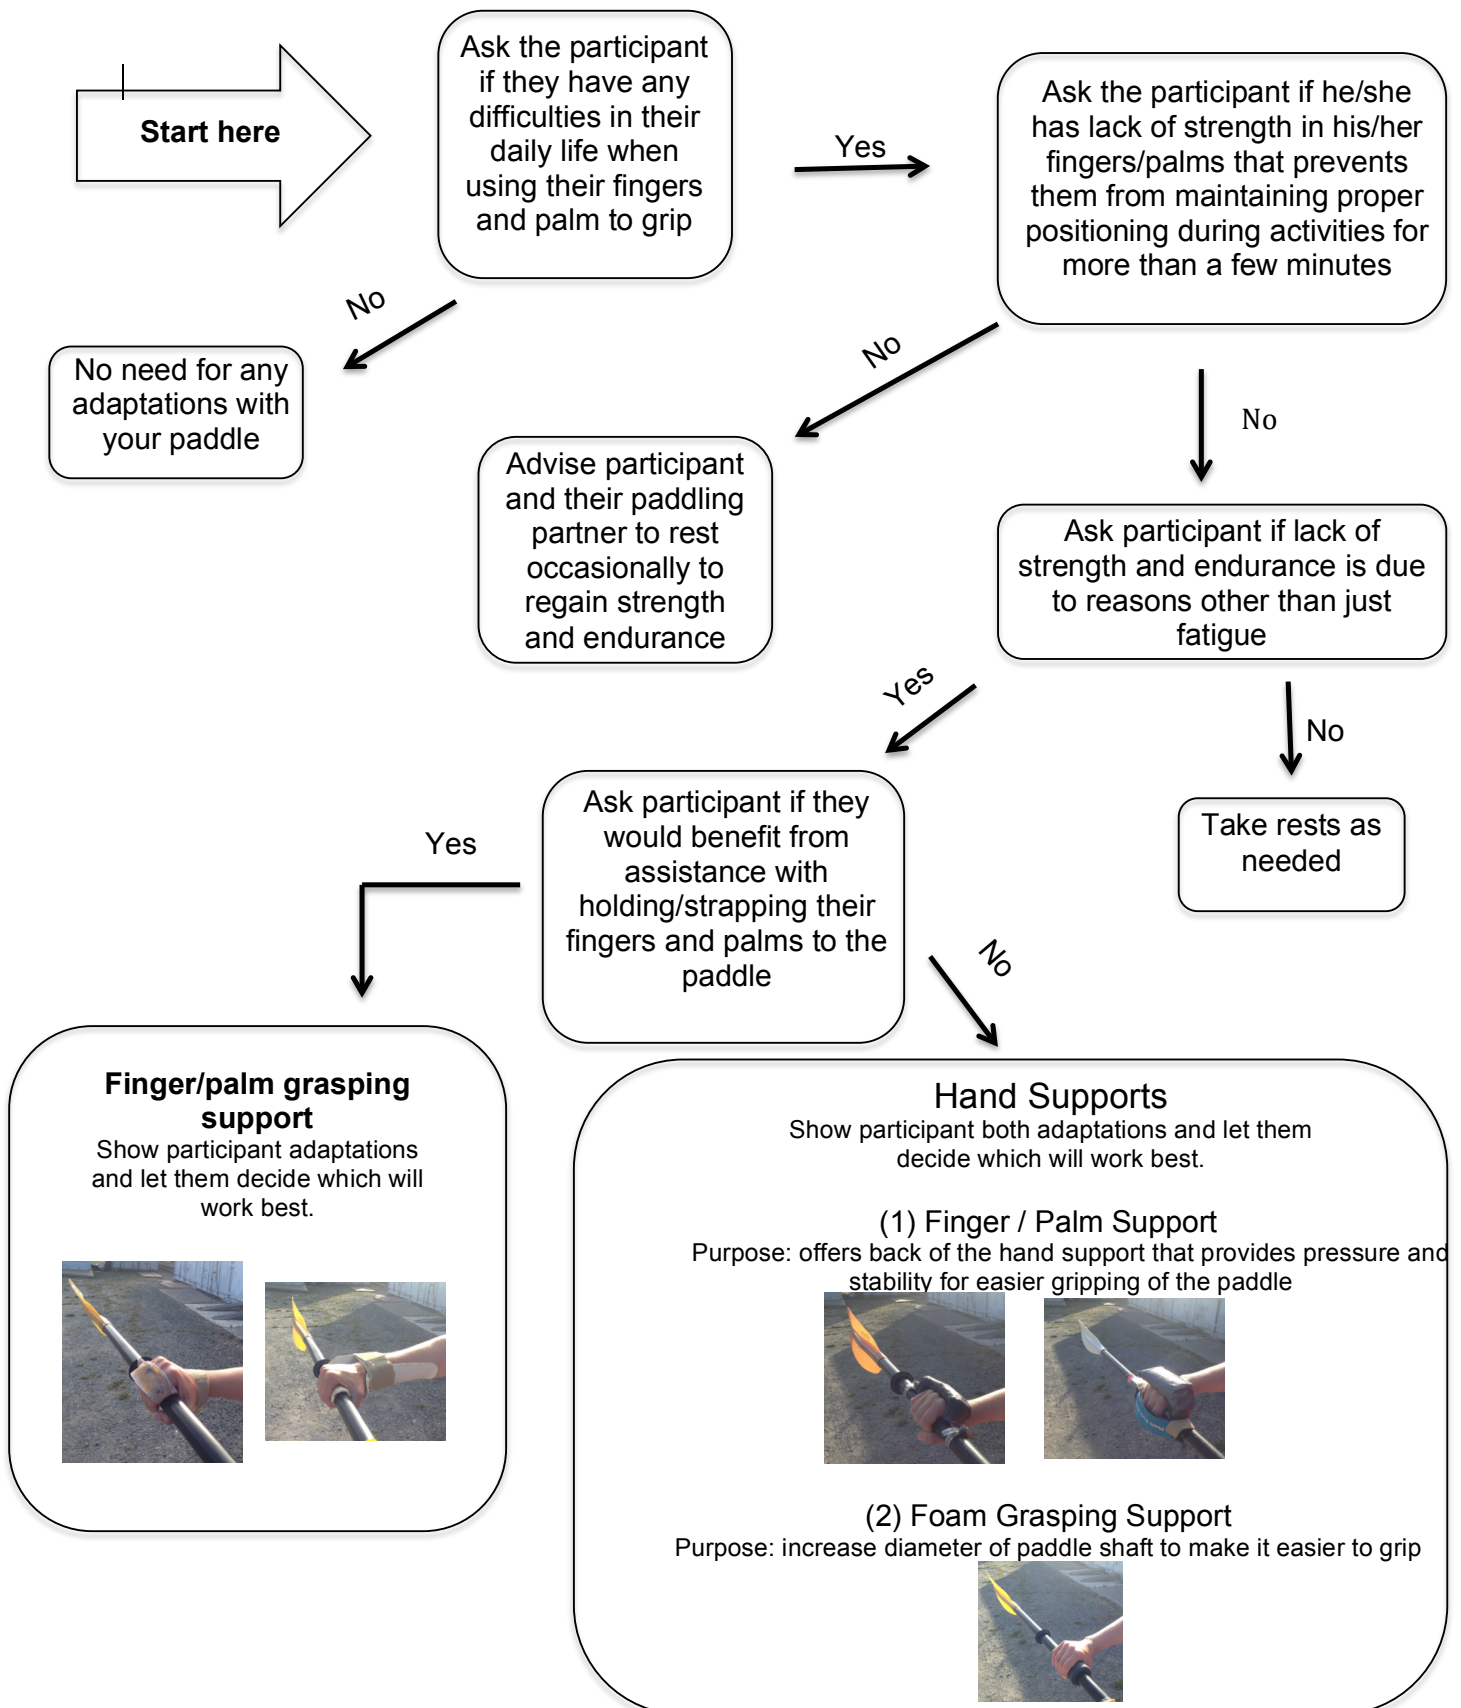 Start here
Ask the participant
if they have any
difficulties in their
daily life when
using their fingers
and palm to grip
Yes
Ask the participant if he/she
has lack of strength in his/her
fingers/palms that prevents
them from maintaining proper
positioning during activities for
more than a few minutes
No
No need for any
adaptations with
your paddle
No
Advise participant
and their paddling
partner to rest
occasionally to
regain strength
and endurance
No
Ask participant if lack of
strength and endurance is due
to reasons other than just
fatigue
Yes
No
Take rests as
needed
Ask participant if they
would benefit from
assistance with
holding/strapping their
fingers and palms to the
paddle
Yes
No
Finger/palm grasping
support
Show participant adaptations
and let them decide which will
work best.
Hand Supports
Show participant both adaptations and let them
decide which will work best.
(1) Finger / Palm Support
Purpose: offers back of the hand support that provides pressure and
stability for easier gripping of the paddle
(2) Foam Grasping Support
Purpose: increase diameter of paddle shaft to make it easier to grip